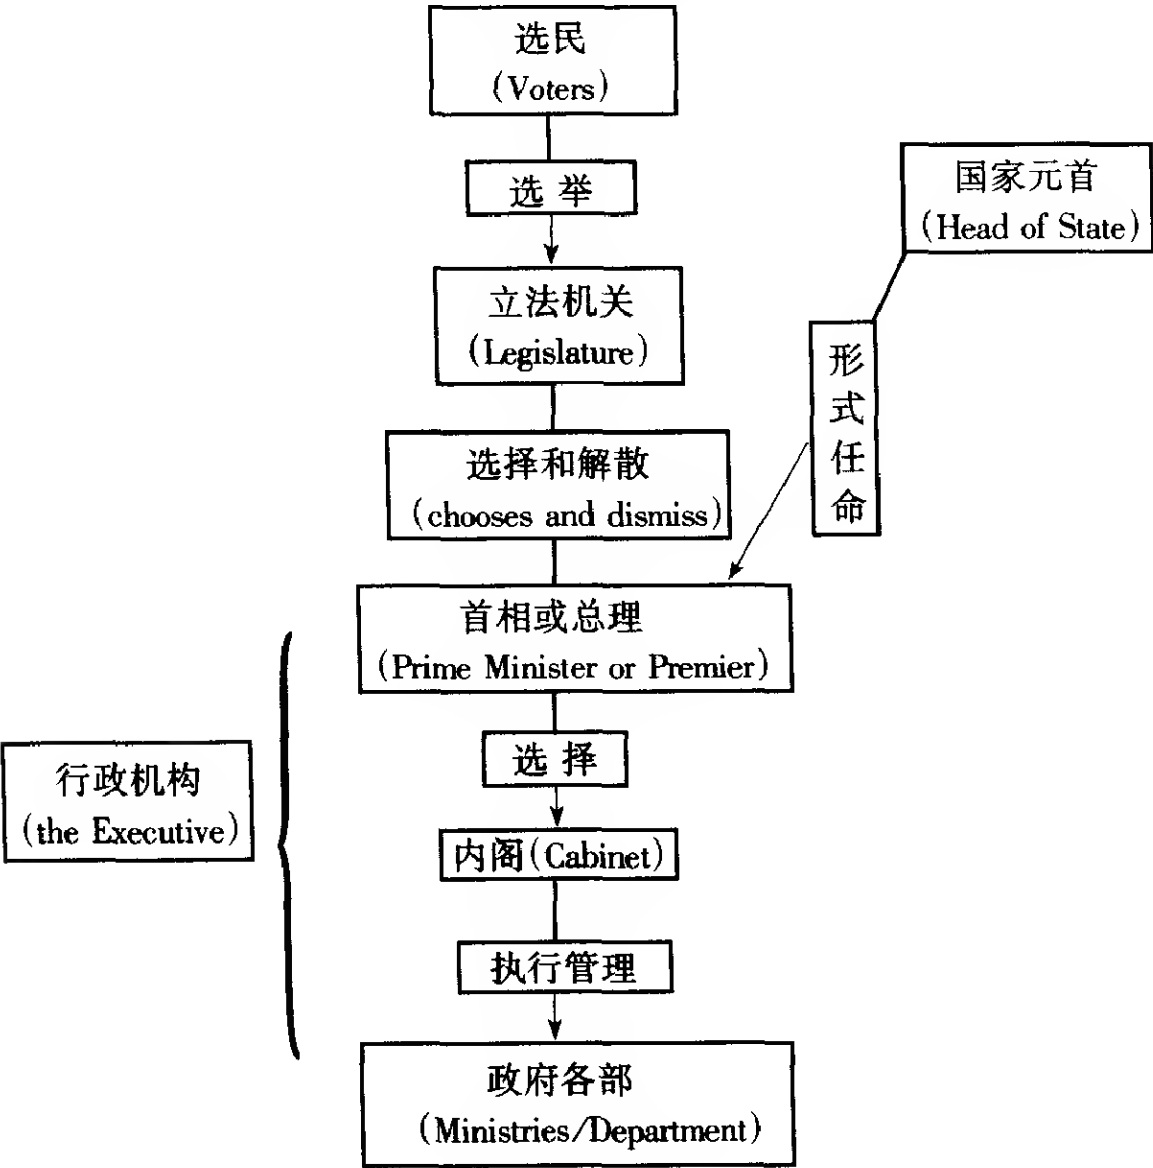 选民
(Voters)
选举
国家元首
(Head of State)
立法机关
(Legislature)
形式任命
选择和解散
(chooses and dismiss)
首相或总理
(Prime Minister or Premier)
选择
行政机构
(the Executive)
内阁(Cabinet)
执行管理
政府各部
(Ministries/Department)